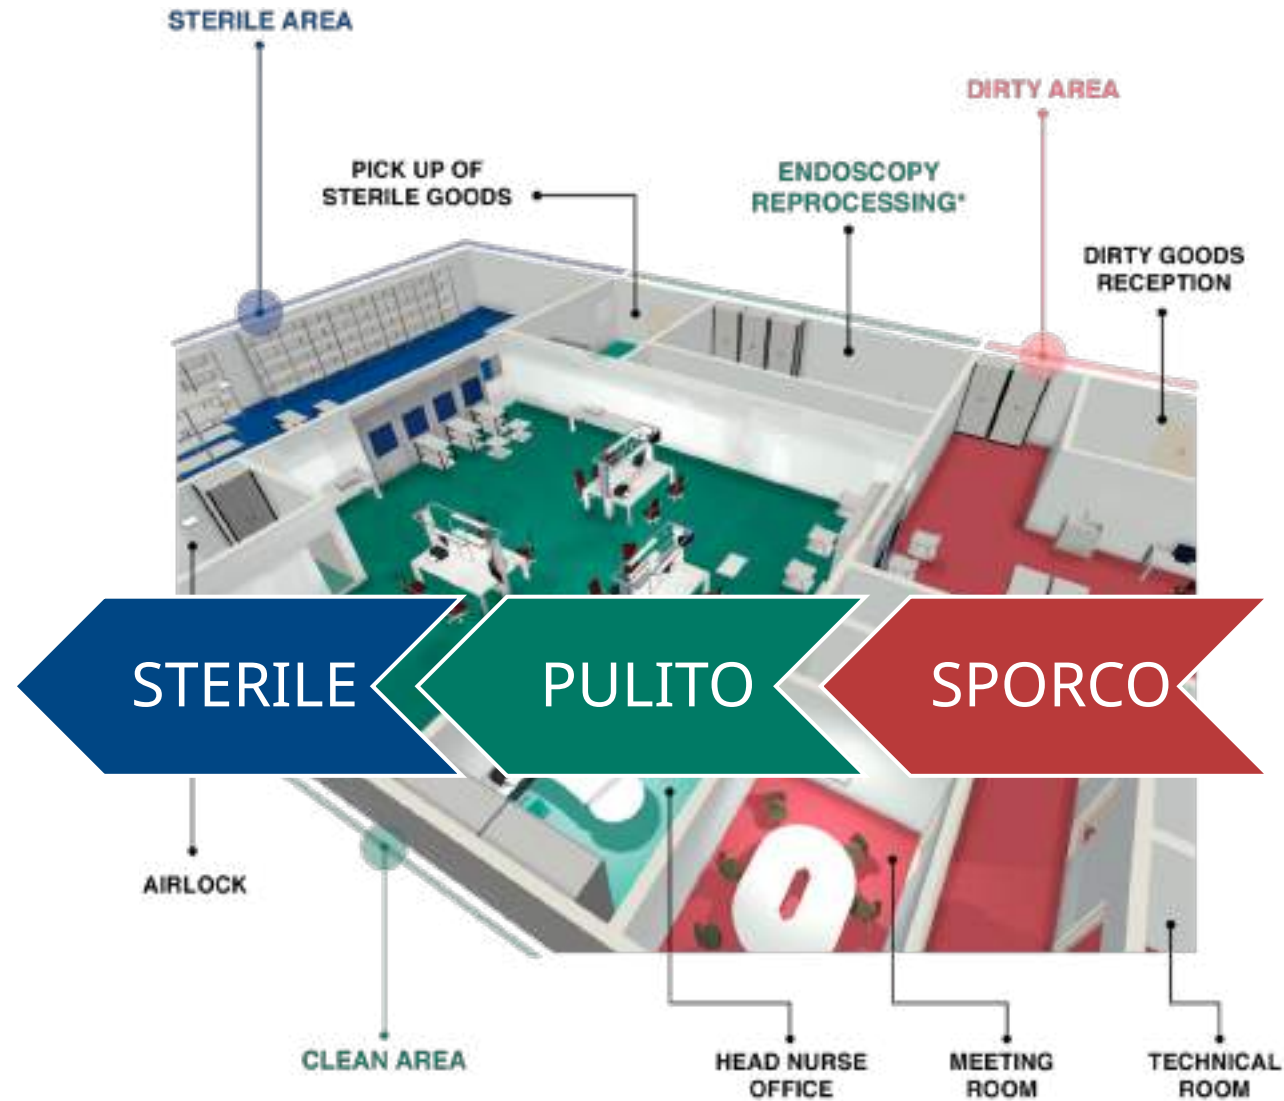 STERILE AREA
DIRTY AREA
PICK UP OF
STERILE GOODS
ENDOSCOPY
REPROCESSING*
DIRTY GOODS
RECEPTION
STERILE
PULITO
SPORCO
AIRLOCK
CLEAN AREA
HEAD NURSE
OFFICE
MEETING
ROOM
TECHNICAL
ROOM